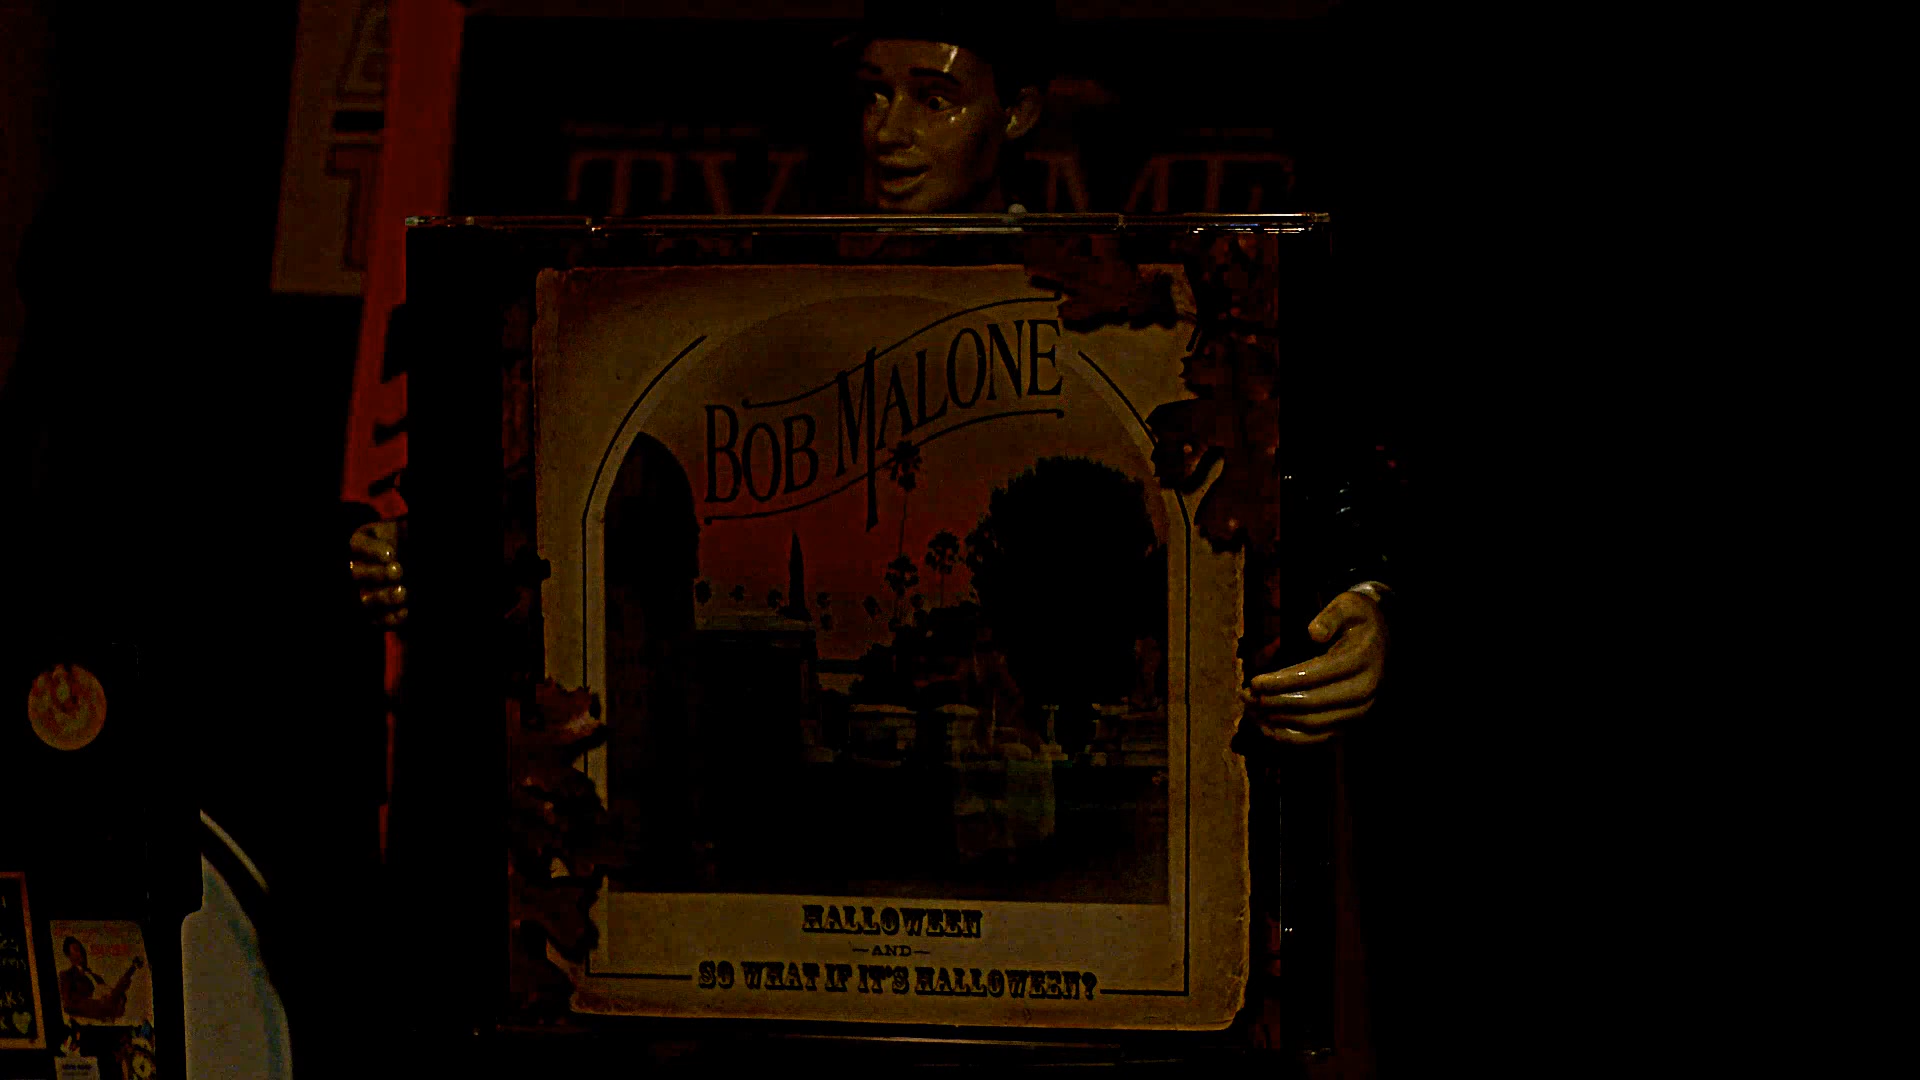 BOB MALONE
HALLOWEEN
—AND—
SO WHAT IF IT'S HALLOWEEN?